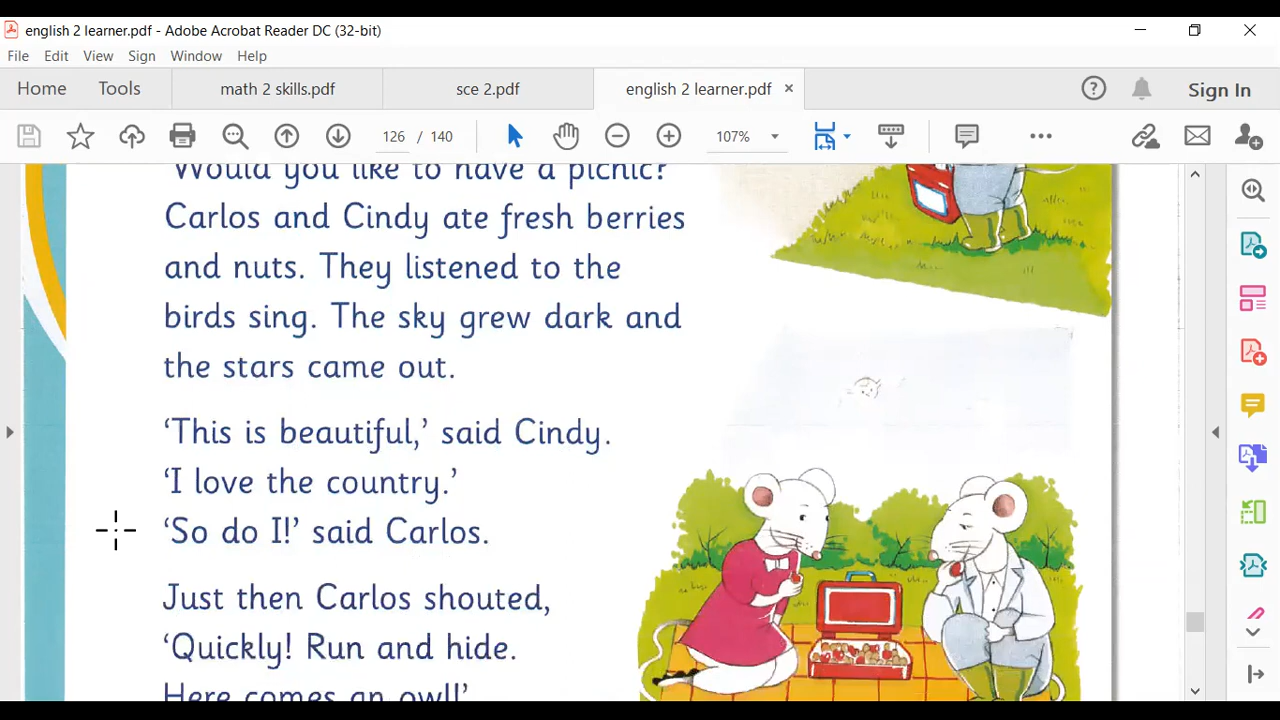 english 2 learner.pdf - Adobe Acrobat Reader DC (32-bit)
File Edit View Sign Window Help
Home Tools math 2 skills.pdf sce 2.pdf english 2 learner.pdf × Sign In
126 / 140 107%
‘Would you like to have a picnic?’
Carlos and Cindy ate fresh berries
and nuts. They listened to the
birds sing. The sky grew dark and
the stars came out.
‘This is beautiful,’ said Cindy.
‘I love the country.’
‘So do I!’ said Carlos.
Just then Carlos shouted,
‘Quickly! Run and hide.
Here comes an owl!’